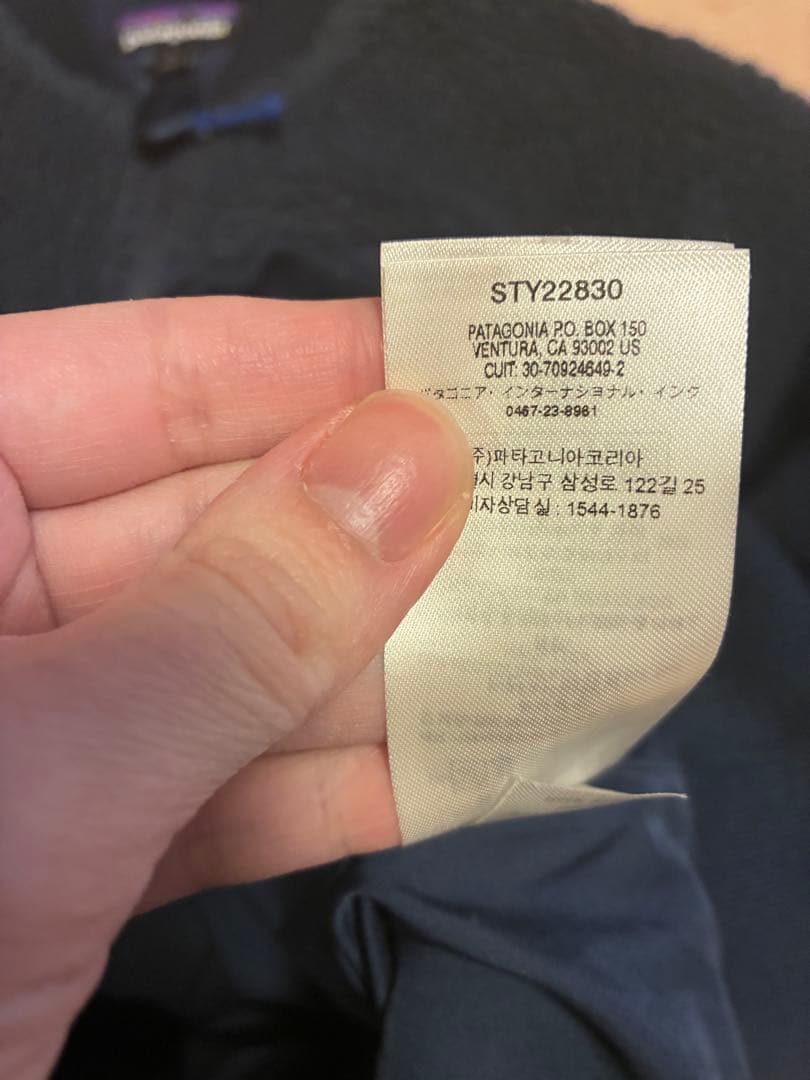 STY22830
PATAGONIA P.O. BOX 150
VENTURA, CA 93002 US
CUIT: 30-70924649-2
パタゴニア・インターナショナル・インク
0467-23-8961
주)파타고니아코리아
시 강남구 삼성로 122길 25
자상담실 : 1544-1876